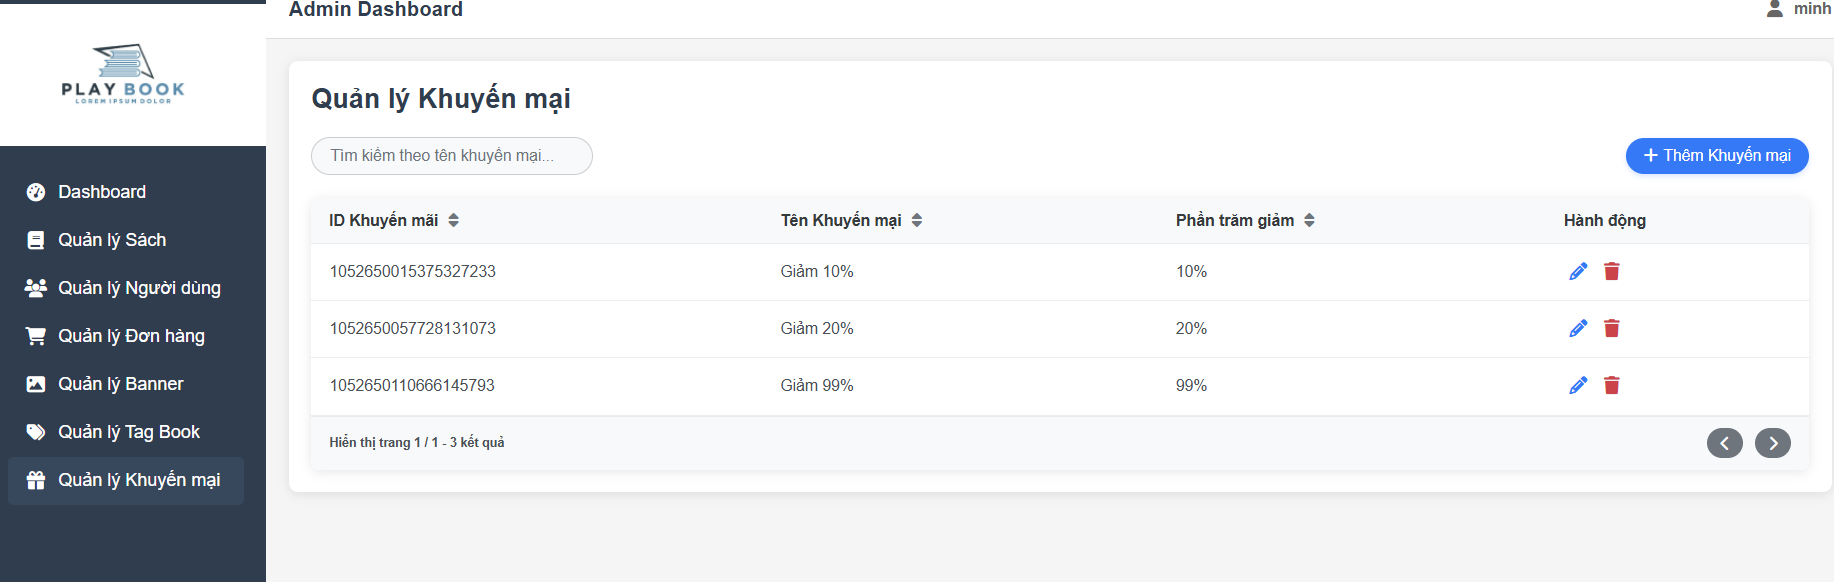 Admin Dashboard
minh
PLAY BOOK
LOREM IPSUM DOLOR
Quản lý Khuyến mại
Tìm kiếm theo tên khuyến mại...
Thêm Khuyến mại
Dashboard
Quản lý Sách
Quản lý Người dùng
Quản lý Đơn hàng
Quản lý Banner
Quản lý Tag Book
Quản lý Khuyến mại
ID Khuyến mãi Tên Khuyến mại Phần trăm giảm Hành động
1052650015375327233 Giảm 10% 10%
1052650057728131073 Giảm 20% 20%
1052650110666145793 Giảm 99% 99%
Hiển thị trang 1 / 1 - 3 kết quả